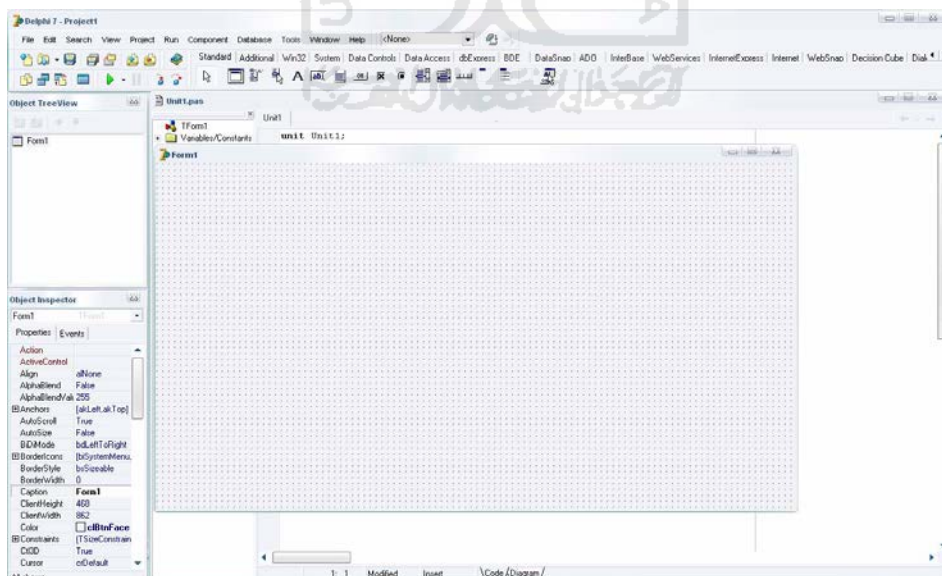 Delphi 7 - Project1
File Edit Search View Project Run Component Database Tools Window Help <None>
Standard Additional Win32 System Data Controls Data Access dbExpress BDE DataSnap ADO InterBase WebServices InternetExpress Internet WebSnap Decision Cube
Object TreeView
Form1
Unit1.pas
TForm1
Variables/Constants
Unit1
unit Unit1;
Form1
Object Inspector
Form1 TForm1
Properties Events
Action
ActiveControl
Align alNone
AlphaBlend False
AlphaBlendVal 255
Anchors [akLeft,akTop]
AutoScroll True
AutoSize False
BiDiMode bdLeftToRight
BorderIcons [biSystemMenu,
BorderStyle bsSizeable
BorderWidth 0
Caption Form1
ClientHeight 460
ClientWidth 862
Color clBtnFace
Constraints (TSizeConstrain
Ctl3D True
Cursor crDefault
1: 1 Modified Insert \Code/Diagram/